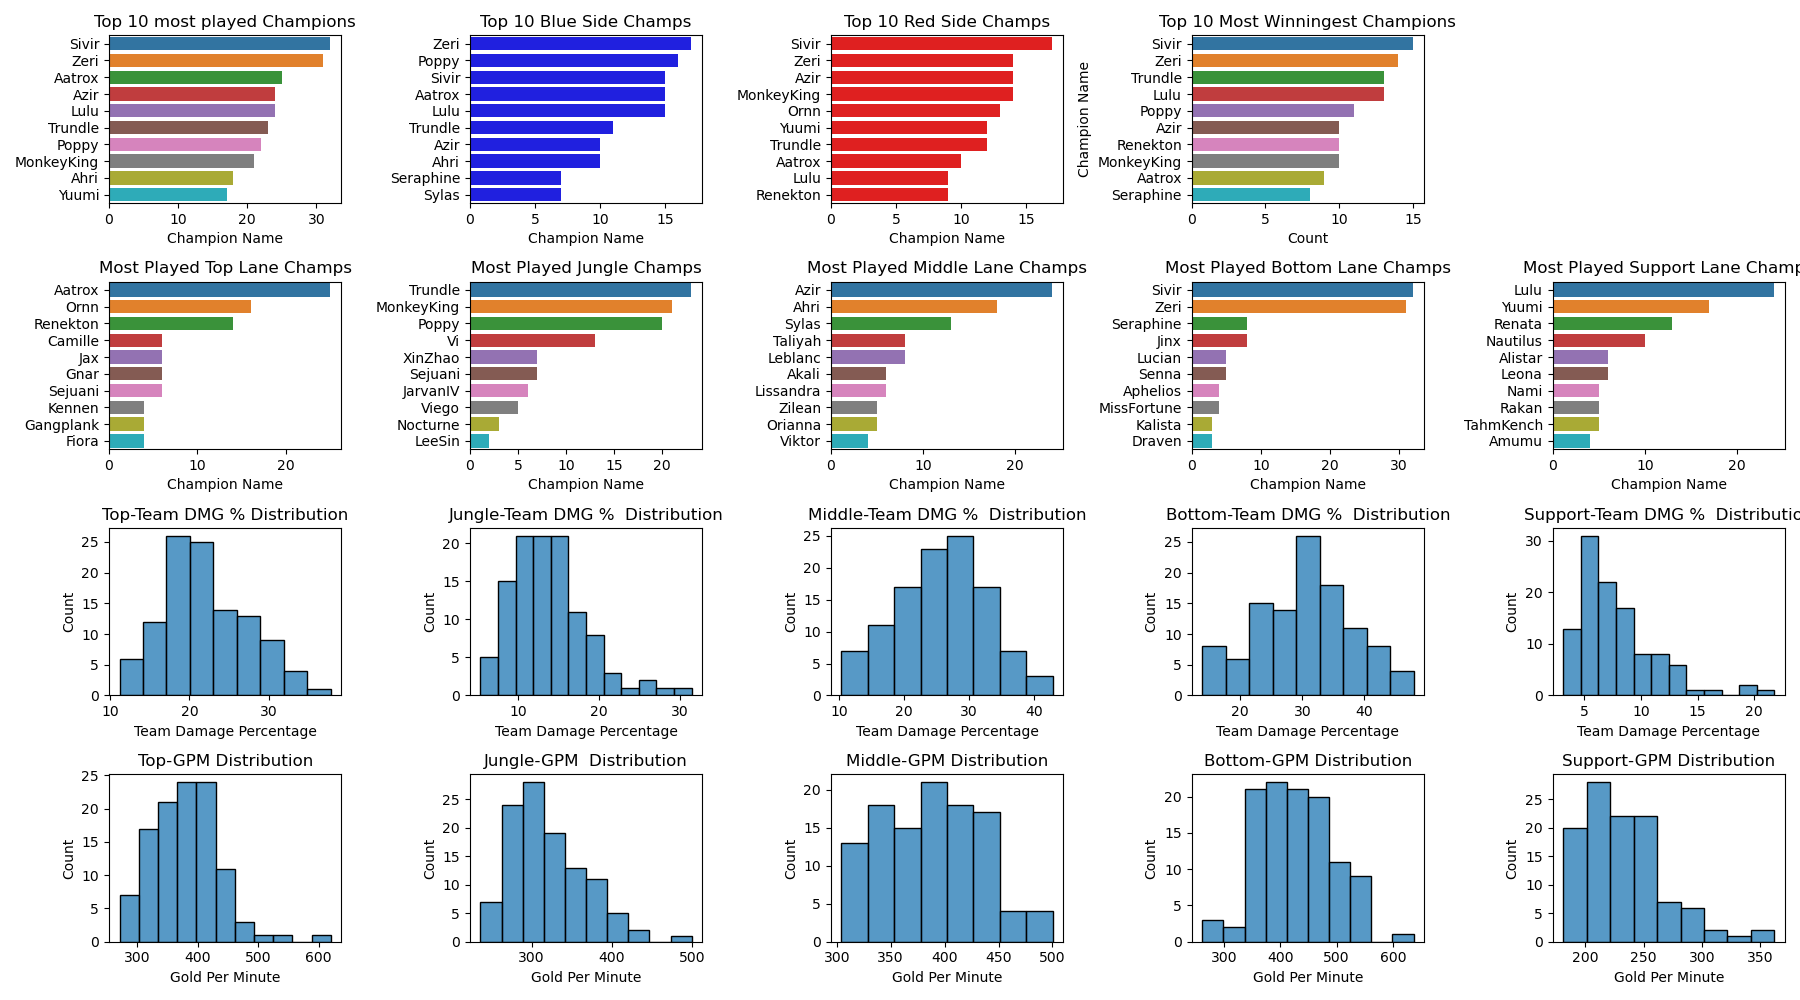 Top 10 most played Champions
Sivir
Zeri
Aatrox
Azir
Lulu
Trundle
Poppy
MonkeyKing
Ahri
Yuumi
0 10 20 30
Champion Name
Top 10 Blue Side Champs
Zeri
Poppy
Sivir
Aatrox
Lulu
Trundle
Azir
Ahri
Seraphine
Sylas
0 5 10 15
Champion Name
Top 10 Red Side Champs
Sivir
Zeri
Azir
MonkeyKing
Ornn
Yuumi
Trundle
Aatrox
Lulu
Renekton
0 5 10 15
Champion Name
Top 10 Most Winningest Champions
Champion Name
Sivir
Zeri
Trundle
Lulu
Poppy
Azir
Renekton
MonkeyKing
Aatrox
Seraphine
0 5 10 15
Count
Most Played Top Lane Champs
Aatrox
Ornn
Renekton
Camille
Jax
Gnar
Sejuani
Kennen
Gangplank
Fiora
0 10 20
Champion Name
Most Played Jungle Champs
Trundle
MonkeyKing
Poppy
Vi
XinZhao
Sejuani
JarvanIV
Viego
Nocturne
LeeSin
0 5 10 15 20
Champion Name
Most Played Middle Lane Champs
Azir
Ahri
Sylas
Taliyah
Leblanc
Akali
Lissandra
Zilean
Orianna
Viktor
0 10 20
Champion Name
Most Played Bottom Lane Champs
Sivir
Zeri
Seraphine
Jinx
Lucian
Senna
Aphelios
MissFortune
Kalista
Draven
0 10 20 30
Champion Name
Most Played Support Lane Champ
Lulu
Yuumi
Renata
Nautilus
Alistar
Leona
Nami
Rakan
TahmKench
Amumu
0 10 20
Champion Name
Top-Team DMG % Distribution
Count
25
20
15
10
5
0
10 20 30
Team Damage Percentage
Jungle-Team DMG %  Distribution
Count
20
15
10
5
0
10 20 30
Team Damage Percentage
Middle-Team DMG %  Distribution
Count
25
20
15
10
5
0
10 20 30 40
Team Damage Percentage
Bottom-Team DMG %  Distribution
Count
25
20
15
10
5
0
20 30 40
Team Damage Percentage
Support-Team DMG %  Distributio
Count
30
20
10
0
5 10 15 20
Team Damage Percentage
Top-GPM Distribution
Count
25
20
15
10
5
0
300 400 500 600
Gold Per Minute
Jungle-GPM  Distribution
Count
25
20
15
10
5
0
300 400 500
Gold Per Minute
Middle-GPM Distribution
Count
20
15
10
5
0
300 350 400 450 500
Gold Per Minute
Bottom-GPM Distribution
Count
20
15
10
5
0
300 400 500 600
Gold Per Minute
Support-GPM Distribution
Count
25
20
15
10
5
0
200 250 300 350
Gold Per Minute